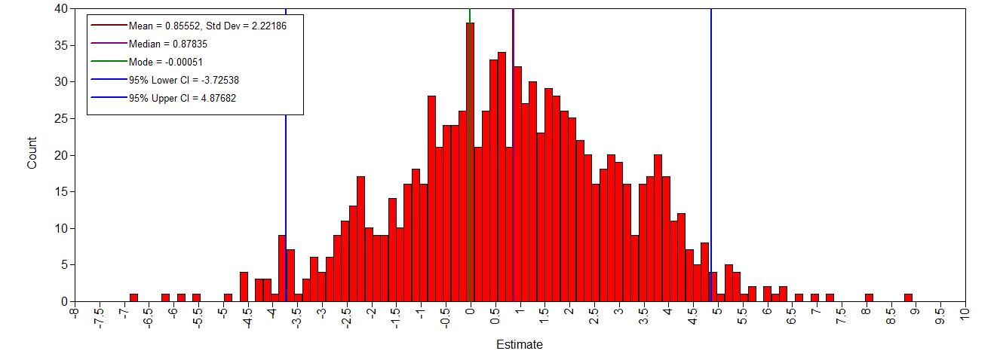 40
35
30
25
20
15
10
5
0
Count
Mean = 0.85552, Std Dev = 2.22186
Median = 0.87835
Mode = -0.00051
95% Lower CI = -3.72538
95% Upper CI = 4.87682
-8 -7.5 -7 -6.5 -6 -5.5 -5 -4.5 -4 -3.5 -3 -2.5 -2 -1.5 -1 -0.5 0 0.5 1 1.5 2 2.5 3 3.5 4 4.5 5 5.5 6 6.5 7 7.5 8 8.5 9 9.5 10
Estimate